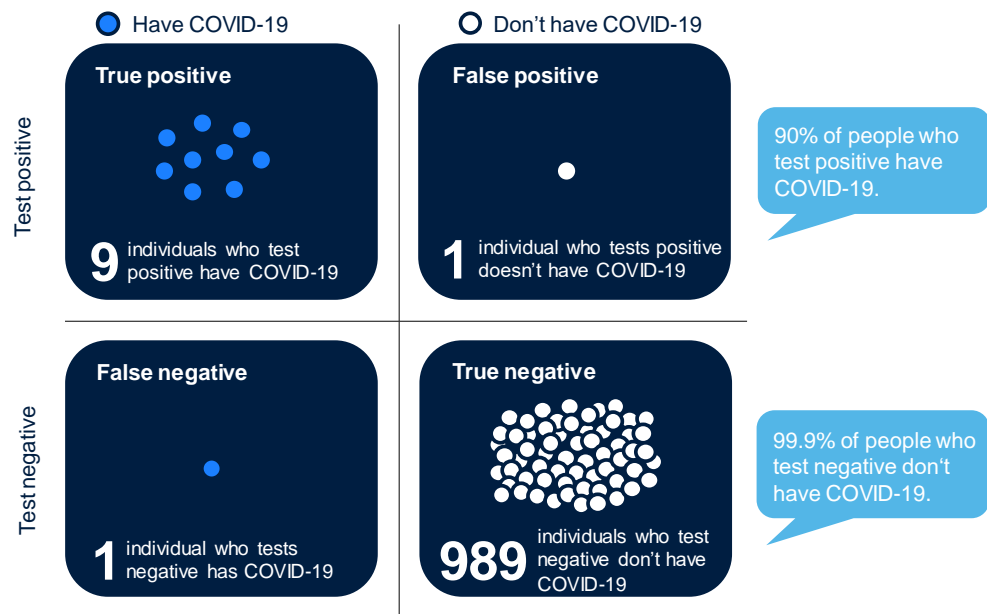 Have COVID-19
Don't have COVID-19
Test positive
True positive
9
individuals who test
positive have COVID-19
False positive
1
individual who tests positive
doesn't have COVID-19
90% of people who
test positive have
COVID-19.
Test negative
False negative
1
individual who tests
negative has COVID-19
True negative
989
individuals who test
negative don't have
COVID-19
99.9% of people who
test negative don't
have COVID-19.